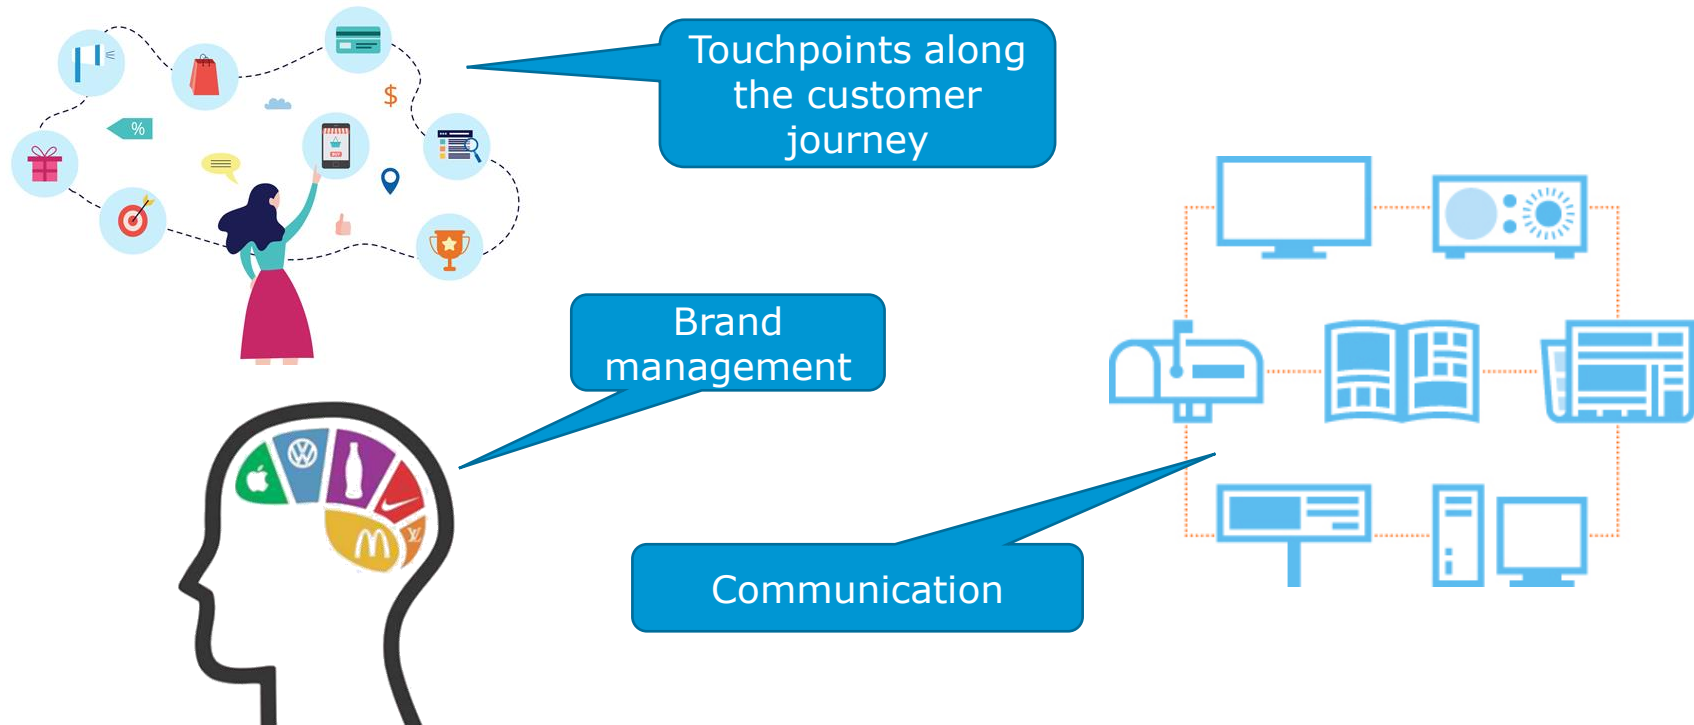 Touchpoints along
the customer
journey
$
%
Brand
management
Communication